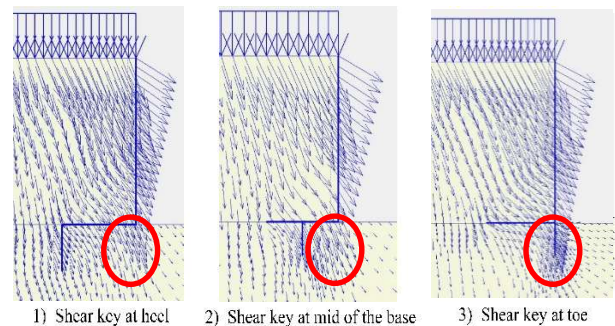 1) Shear key at heel
2) Shear key at mid of the base
3) Shear key at toe